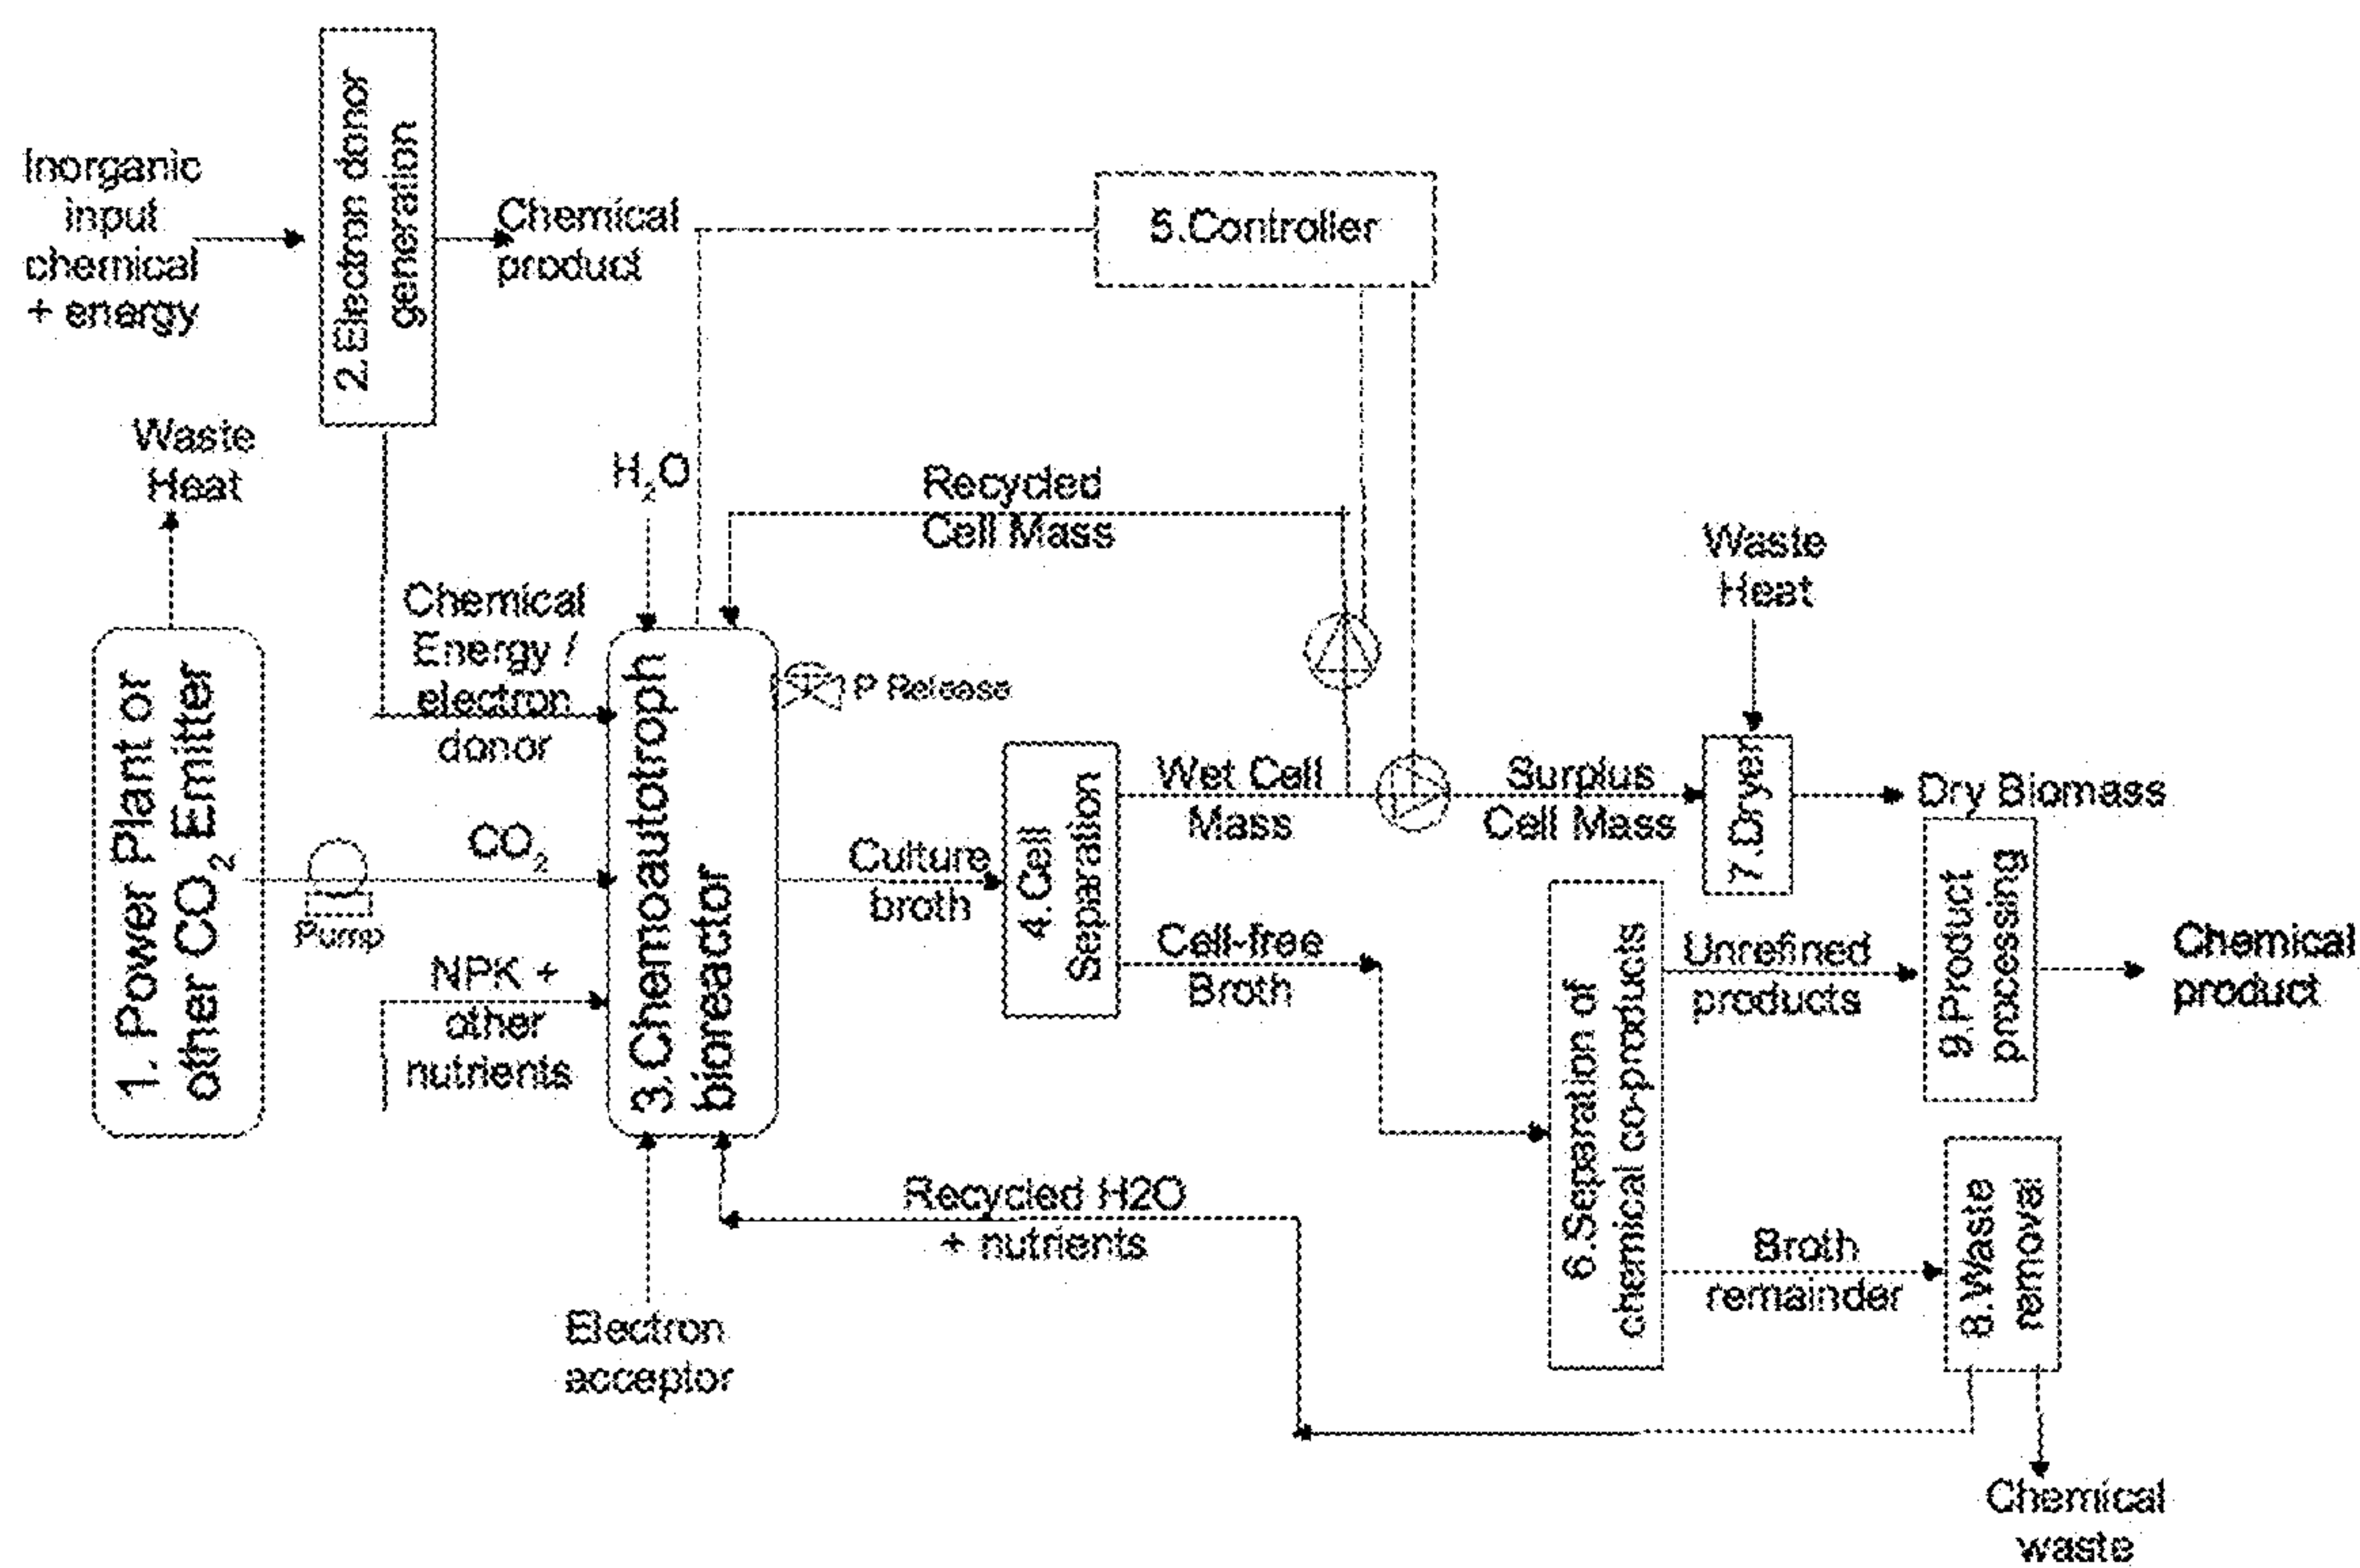 Inorganic
input
chemical
+ energy
2.Electron donor
generation
Chemical
product
5.Controller
Waste
Heat
H₂O
Recycled
Cell Mass
Waste
Heat
Chemical
Energy /
electron
donor
P Release
1. Power Plant or
other CO₂ Emitter
3.Chemoautotroph
bioreactor
Pump
CO₂
NPK +
other
nutrients
Culture
broth
4.Cell
Separation
Wet Cell
Mass
Surplus
Cell Mass
7.Dryer
Dry Biomass
Cell-free
Broth
6.Separation of
chemical co-products
Unrefined
products
9.Product
processing
Chemical
product
Recycled H2O
+ nutrients
Broth
remainder
8.Waste
removal
Electron
acceptor
Chemical
waste